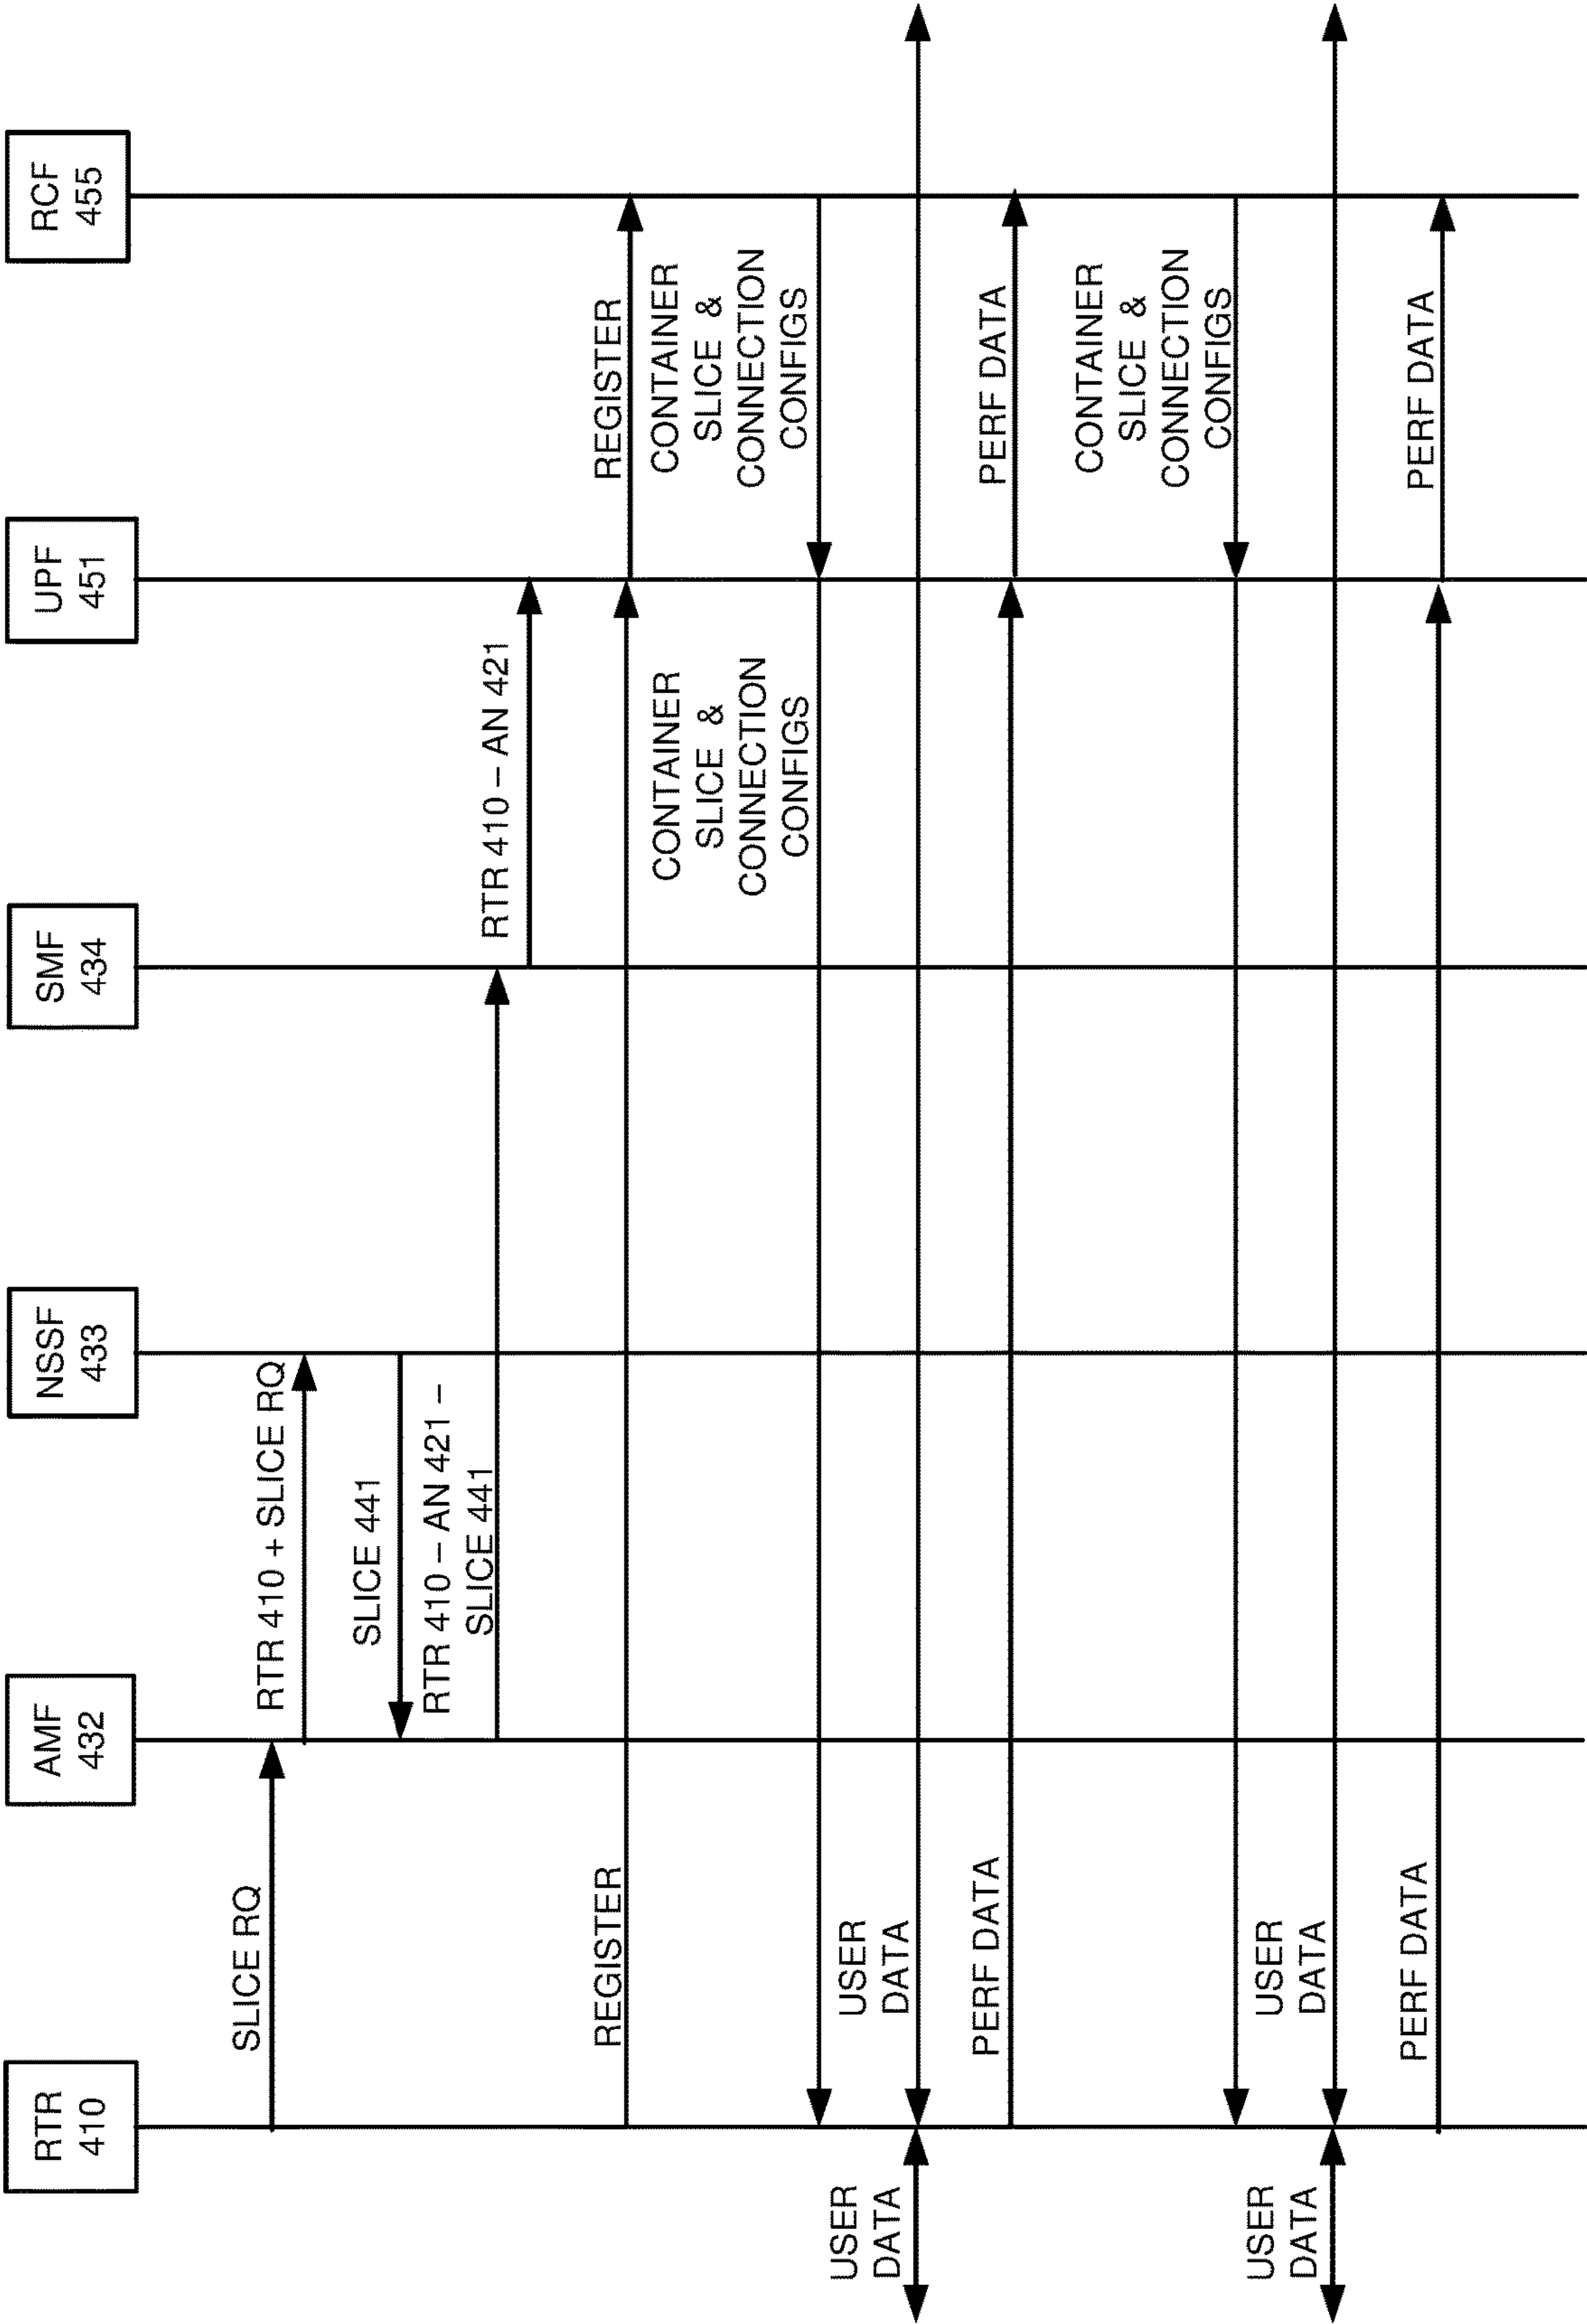 RTR
410
AMF
432
NSSF
433
SMF
434
UPF
451
RCF
455
SLICE RQ
RTR 410 + SLICE RQ
SLICE 441
RTR 410 – AN 421 –
SLICE 441
RTR 410 – AN 421
REGISTER
REGISTER
CONTAINER
SLICE &
CONNECTION
CONFIGS
CONTAINER
SLICE &
CONNECTION
CONFIGS
USER
DATA
USER
DATA
PERF DATA
PERF DATA
CONTAINER
SLICE &
CONNECTION
CONFIGS
USER
DATA
USER
DATA
PERF DATA
PERF DATA